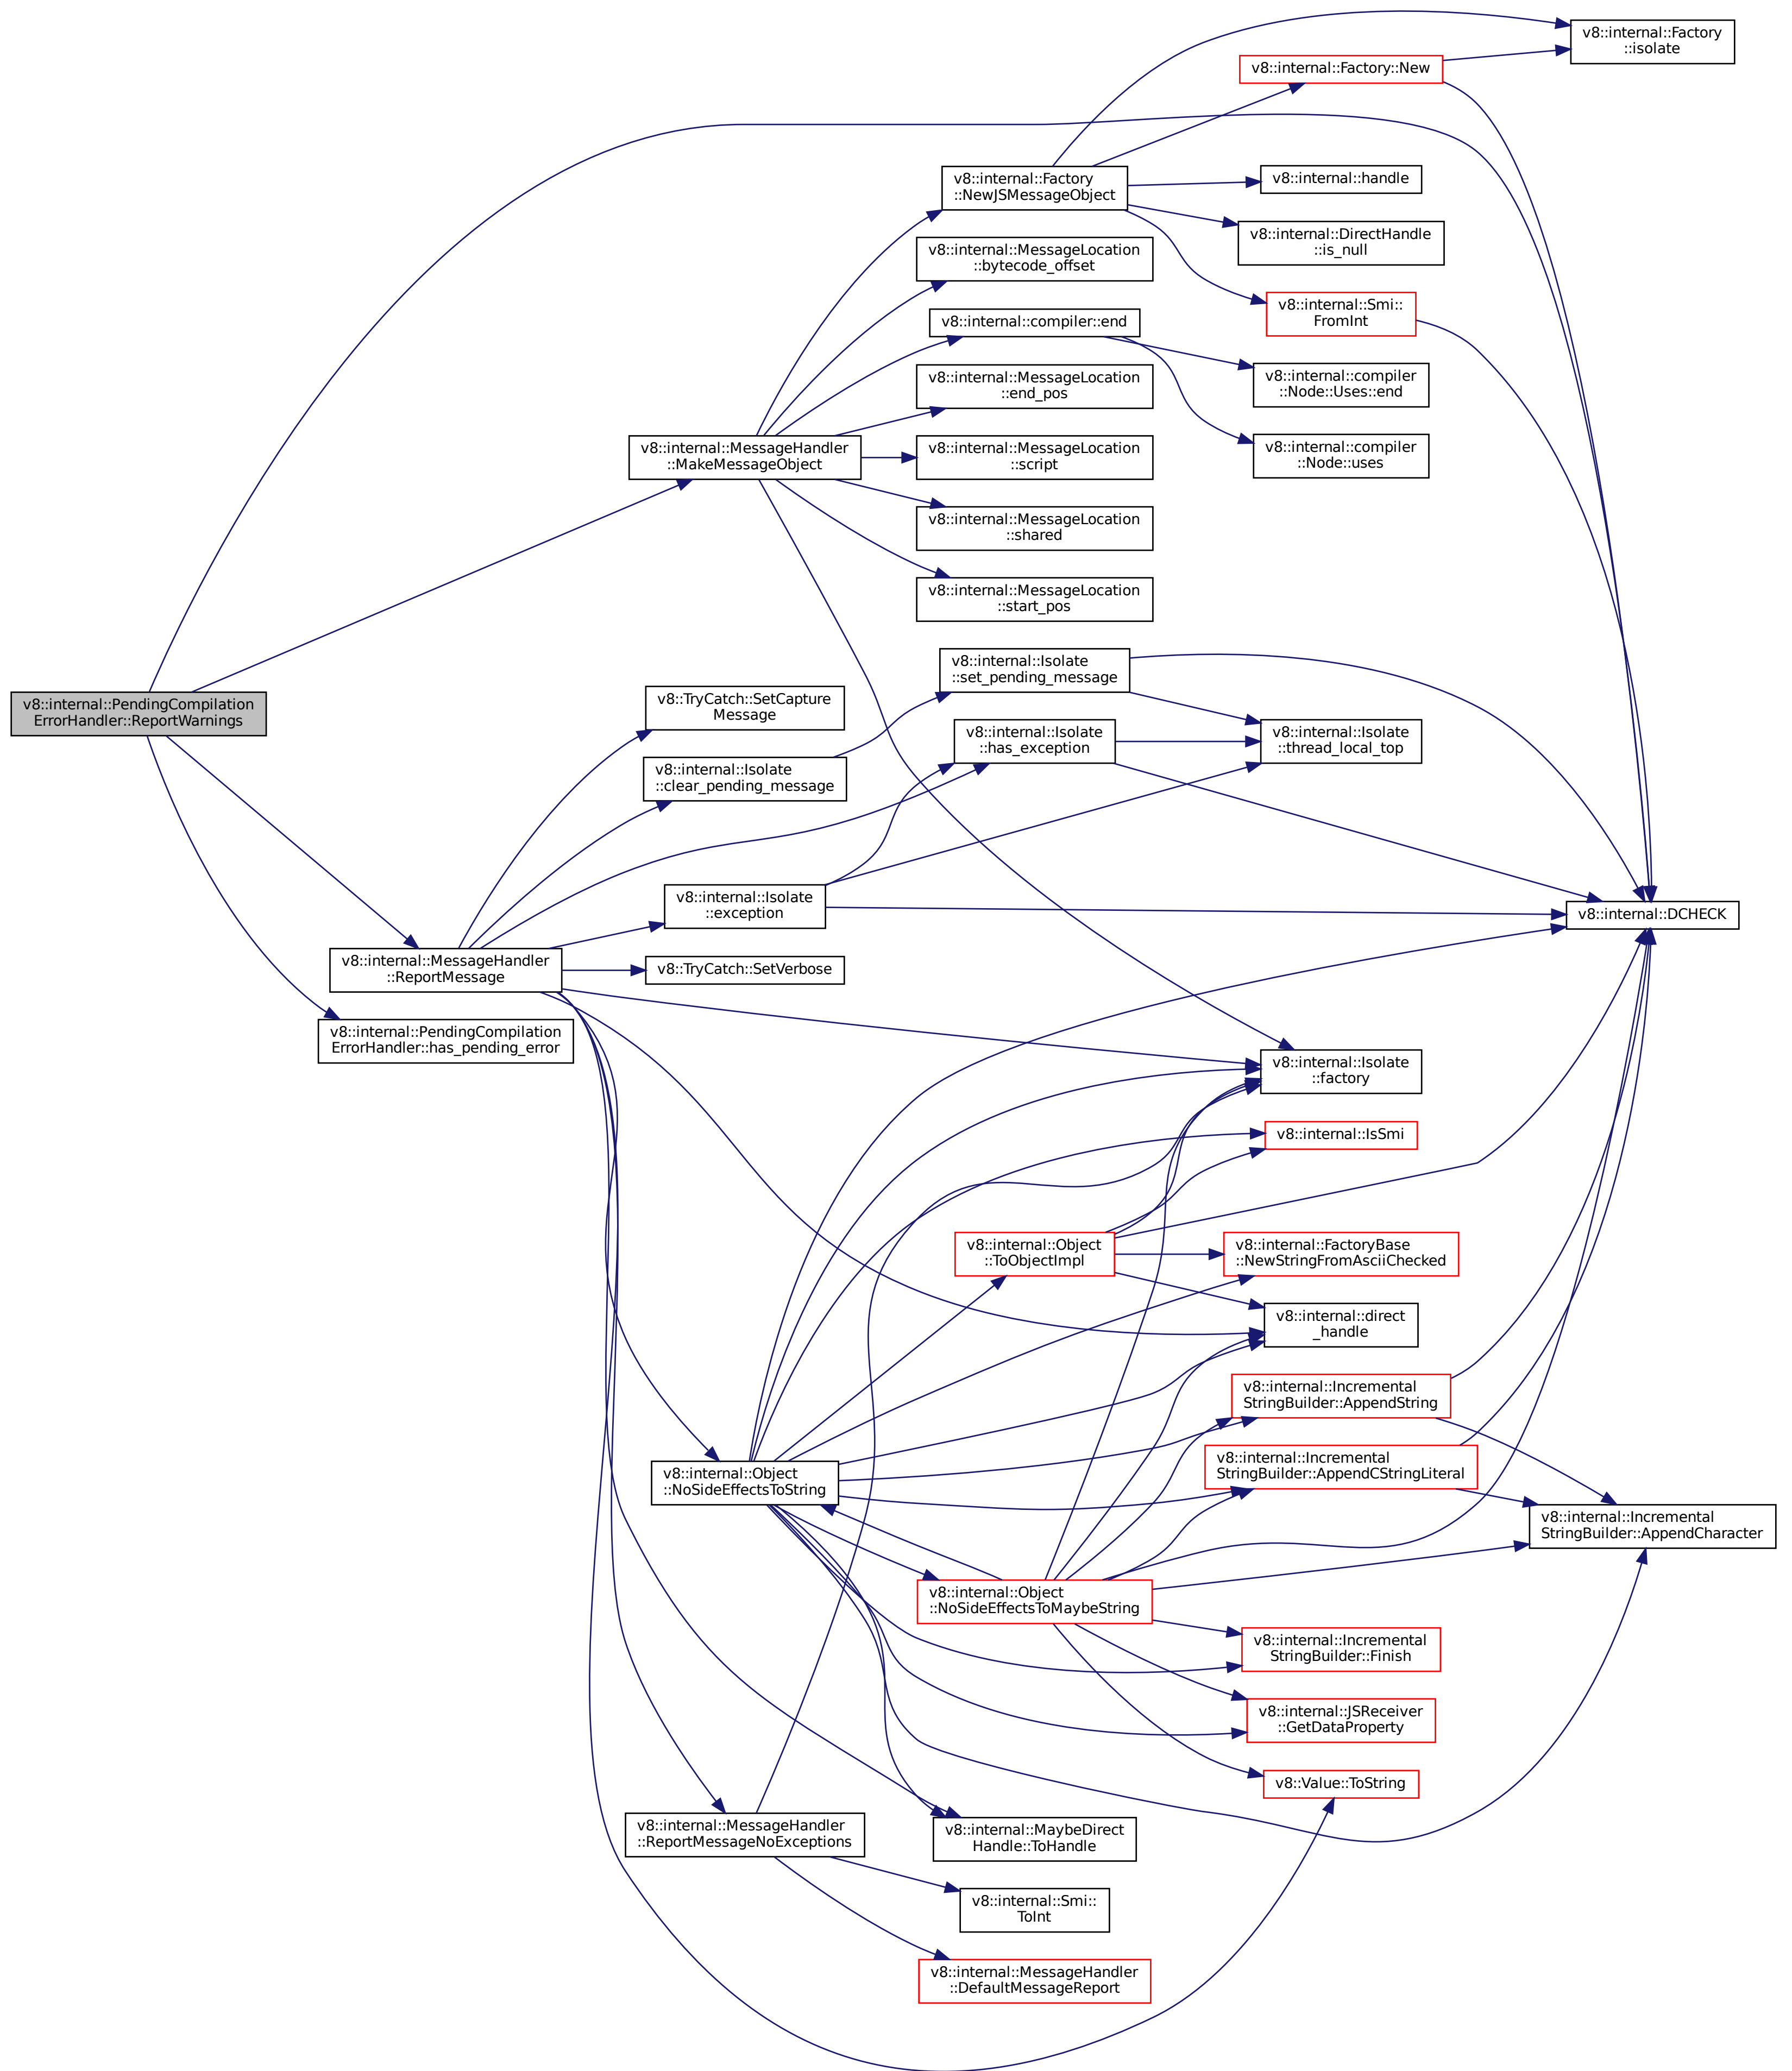 v8::internal::Factory
::isolate
v8::internal::Factory::New
v8::internal::Factory
::NewJSMessageObject
v8::internal::handle
v8::internal::DirectHandle
::is_null
v8::internal::MessageLocation
::bytecode_offset
v8::internal::Smi::
FromInt
v8::internal::compiler::end
v8::internal::compiler
::Node::Uses::end
v8::internal::MessageLocation
::end_pos
v8::internal::MessageHandler
::MakeMessageObject
v8::internal::MessageLocation
::script
v8::internal::compiler
::Node::uses
v8::internal::MessageLocation
::shared
v8::internal::MessageLocation
::start_pos
v8::internal::Isolate
::set_pending_message
v8::internal::PendingCompilation
ErrorHandler::ReportWarnings
v8::TryCatch::SetCapture
Message
v8::internal::Isolate
::has_exception
v8::internal::Isolate
::thread_local_top
v8::internal::Isolate
::clear_pending_message
v8::internal::Isolate
::exception
v8::internal::DCHECK
v8::internal::MessageHandler
::ReportMessage
v8::TryCatch::SetVerbose
v8::internal::PendingCompilation
ErrorHandler::has_pending_error
v8::internal::Isolate
::factory
v8::internal::IsSmi
v8::internal::Object
::ToObjectImpl
v8::internal::FactoryBase
::NewStringFromAsciiChecked
v8::internal::direct
_handle
v8::internal::Incremental
StringBuilder::AppendString
v8::internal::Incremental
StringBuilder::AppendCStringLiteral
v8::internal::Object
::NoSideEffectsToString
v8::internal::Incremental
StringBuilder::AppendCharacter
v8::internal::Object
::NoSideEffectsToMaybeString
v8::internal::Incremental
StringBuilder::Finish
v8::internal::JSReceiver
::GetDataProperty
v8::Value::ToString
v8::internal::MessageHandler
::ReportMessageNoExceptions
v8::internal::MaybeDirect
Handle::ToHandle
v8::internal::Smi::
ToInt
v8::internal::MessageHandler
::DefaultMessageReport